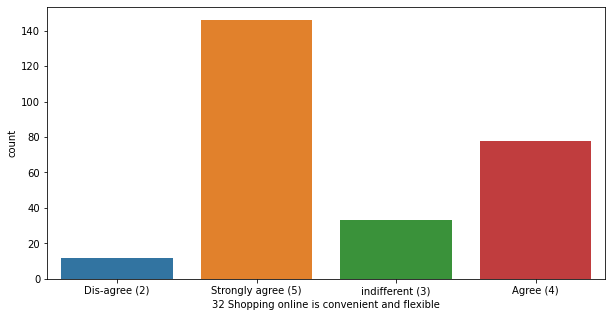 140
120
100
80
60
40
20
0
count
Dis-agree (2) Strongly agree (5) indifferent (3) Agree (4)
32 Shopping online is convenient and flexible